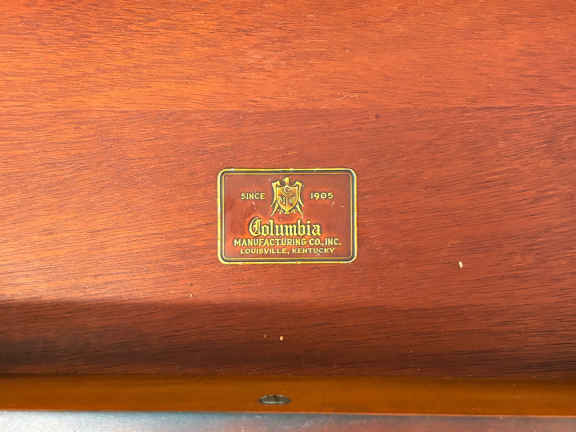 SINCE 1905
Columbia
MANUFACTURING CO., INC.
LOUISVILLE, KENTUCKY